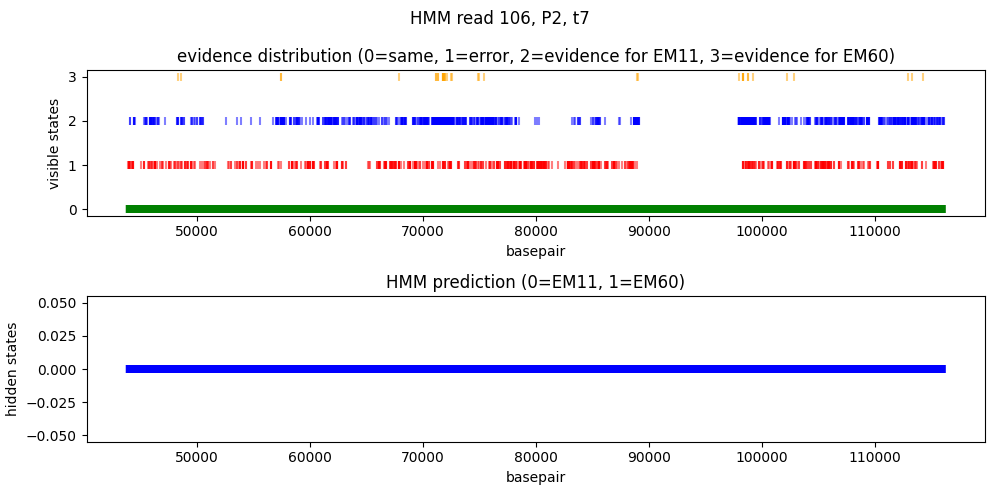 HMM read 106, P2, t7
evidence distribution (0=same, 1=error, 2=evidence for EM11, 3=evidence for EM60)
visible states
3
2
1
0
50000 60000 70000 80000 90000 100000 110000
basepair
HMM prediction (0=EM11, 1=EM60)
hidden states
0.050
0.025
0.000
−0.025
−0.050
50000 60000 70000 80000 90000 100000 110000
basepair